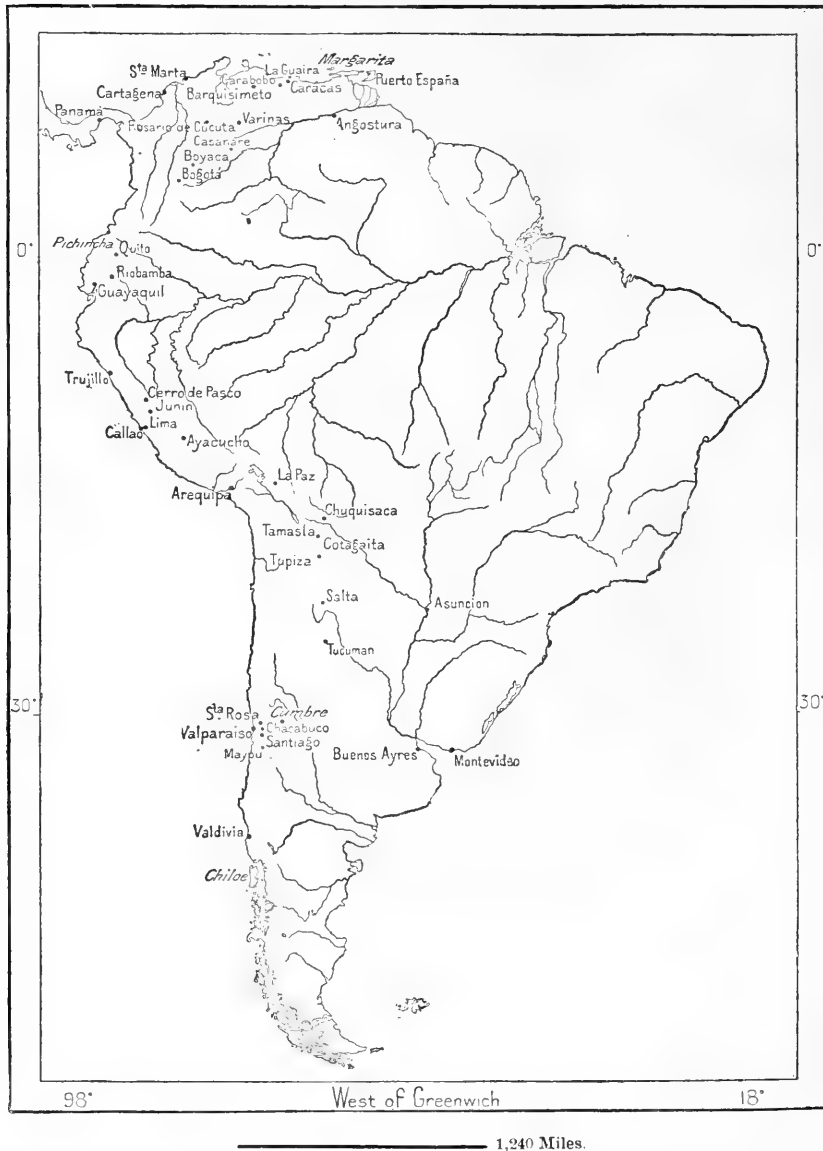 Margarita
Sta Marta
La Guaira
Carabobo
Puerto España
Cartagena
Barquisimeto
Caracas
Panamá
Rosario de Cúcuta
Varinas
Angostura
Casanare
Boyaca
Bogotá
Pichincha
Quito
0°
0°
Riobamba
Guayaquil
Trujillo
Cerro de Pasco
Junin
Lima
Callao
Ayacucho
La Paz
Arequipa
Chuquisaca
Tamasla
Cotagaita
Tupiza
Salta
Asuncion
Tucuman
30°
30°
Sta Rosa
Cumbre
Valparaiso
Chacabuco
Santiago
Maypu
Buenos Ayres
Montevideo
Valdivia
Chiloe
98°
West of Greenwich
18°
1,240 Miles.